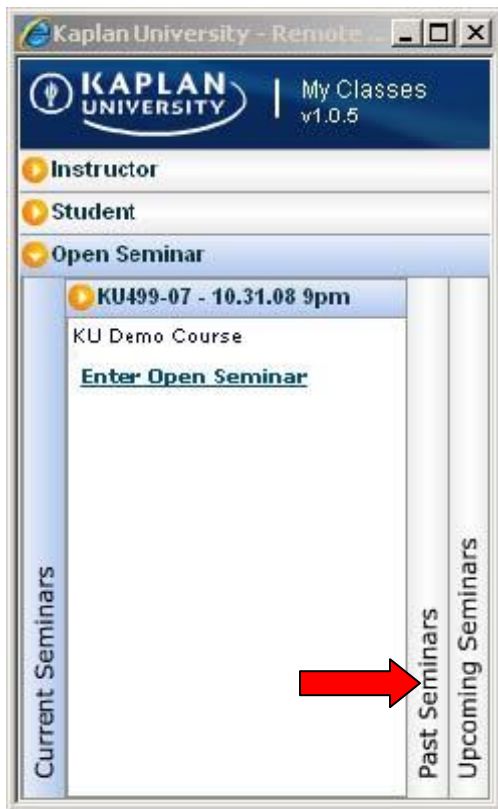 Kaplan University - Remote ...
KAPLAN
UNIVERSITY
My Classes
v1.0.5
Instructor
Student
Open Seminar
KU499-07 - 10.31.08 9pm
KU Demo Course
Enter Open Seminar
Current Seminars
Past Seminars
Upcoming Seminars